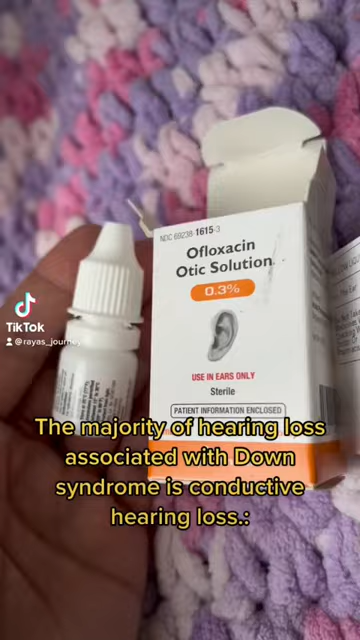 NDC 69238-1615-3
Ofloxacin
Otic Solution
0.3%
USE IN EARS ONLY
Sterile
PATIENT INFORMATION ENCLOSED
TikTok
@rayas_journey
The majority of hearing loss
associated with Down
syndrome is conductive
hearing loss.: